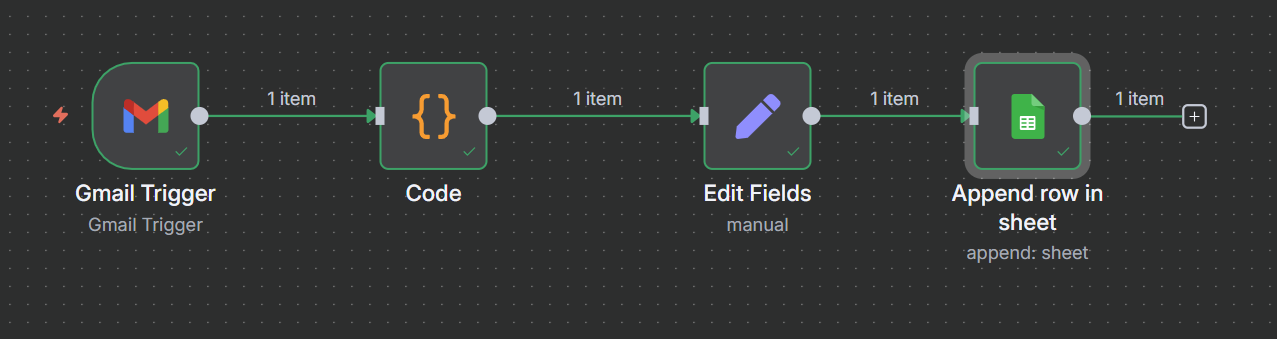 1 item
1 item
1 item
1 item
Gmail Trigger
Gmail Trigger
Code
Edit Fields
manual
Append row in
sheet
append: sheet